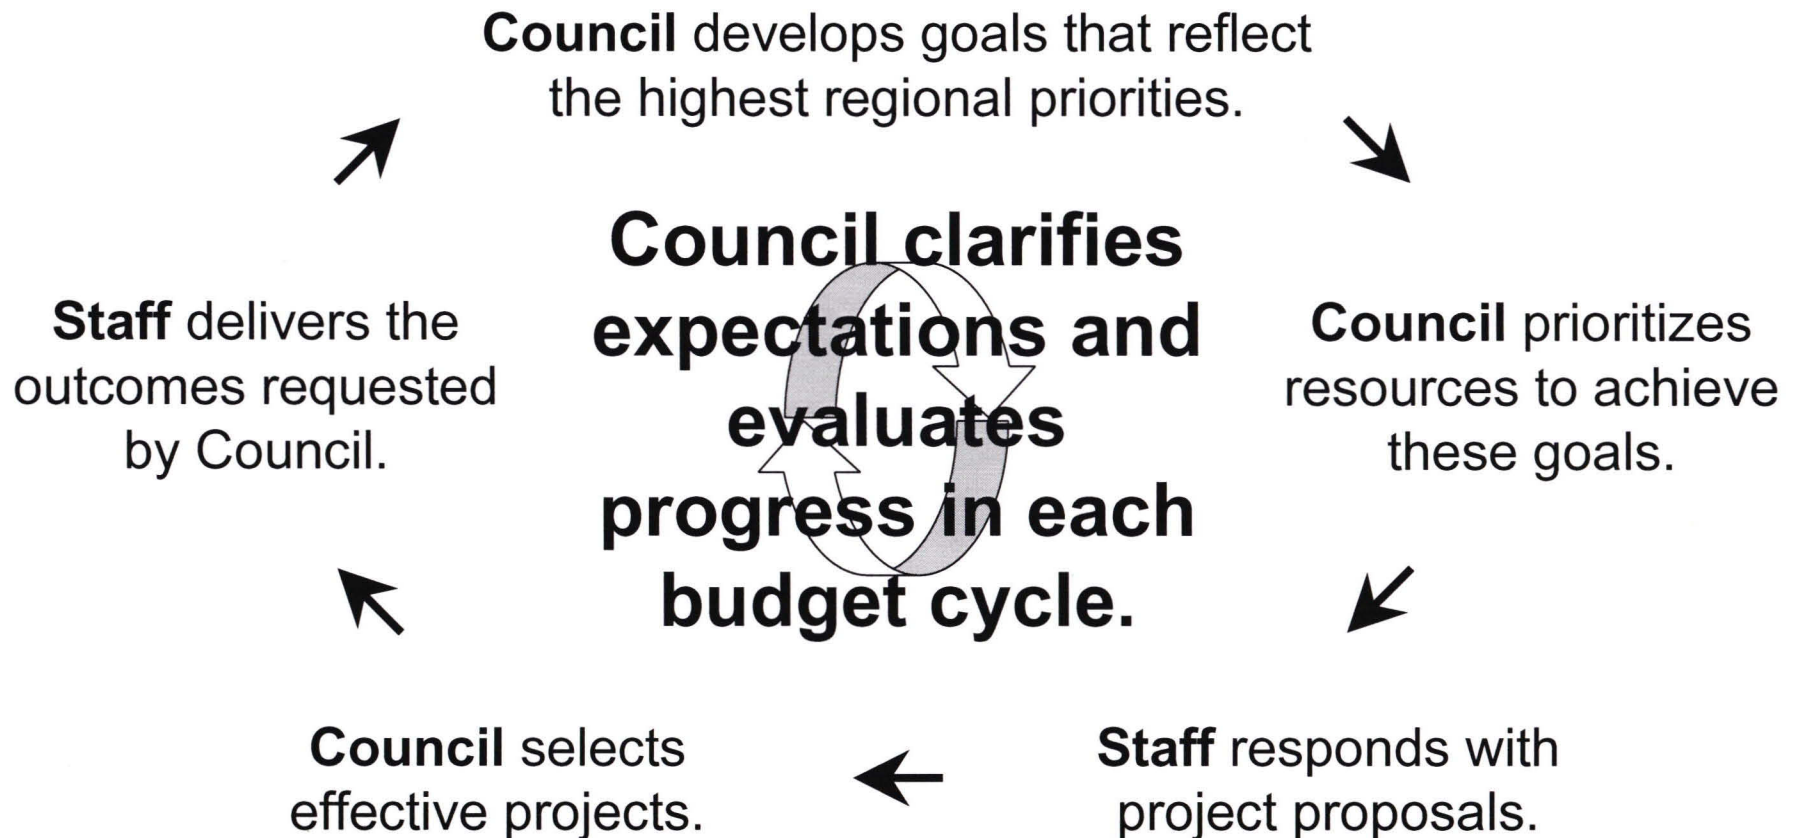 Council develops goals that reflect
the highest regional priorities.
Council clarifies
expectations and
evaluates
progress in each
budget cycle.
Council prioritizes
resources to achieve
these goals.
Staff responds with
project proposals.
Council selects
effective projects.
Staff delivers the
outcomes requested
by Council.